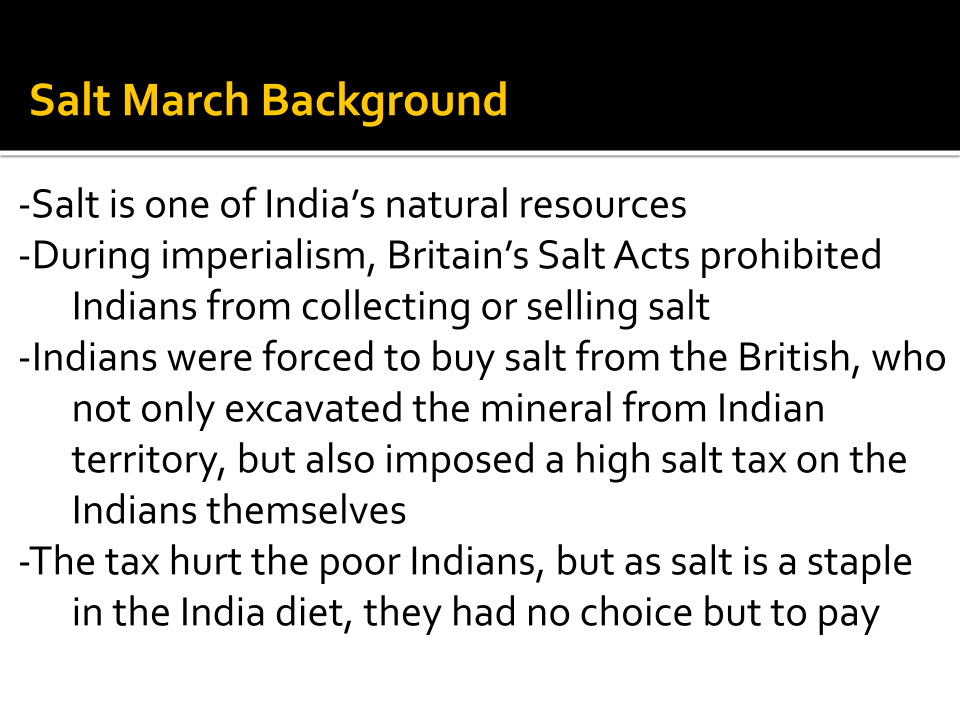 Salt March Background
-Salt is one of India’s natural resources
-During imperialism, Britain’s Salt Acts prohibited
Indians from collecting or selling salt
-Indians were forced to buy salt from the British, who
not only excavated the mineral from Indian
territory, but also imposed a high salt tax on the
Indians themselves
-The tax hurt the poor Indians, but as salt is a staple
in the India diet, they had no choice but to pay